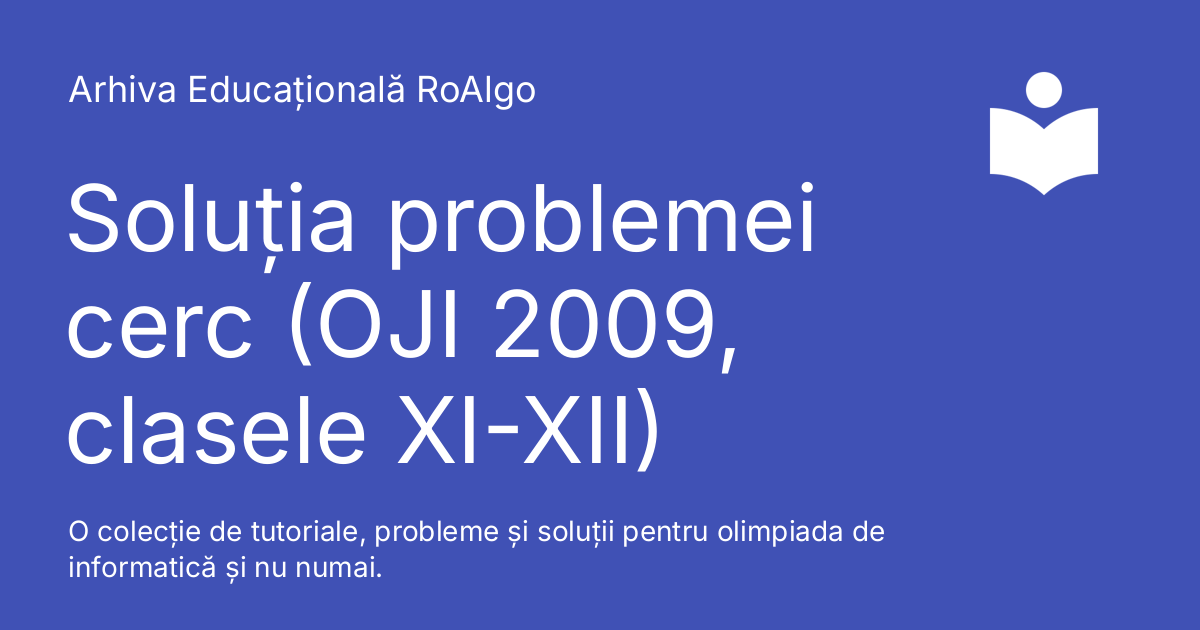 Arhiva Educațională RoAlgo
Soluția problemei
cerc (OJI 2009,
clasele XI-XII)
O colecție de tutoriale, probleme și soluții pentru olimpiada de
informatică și nu numai.